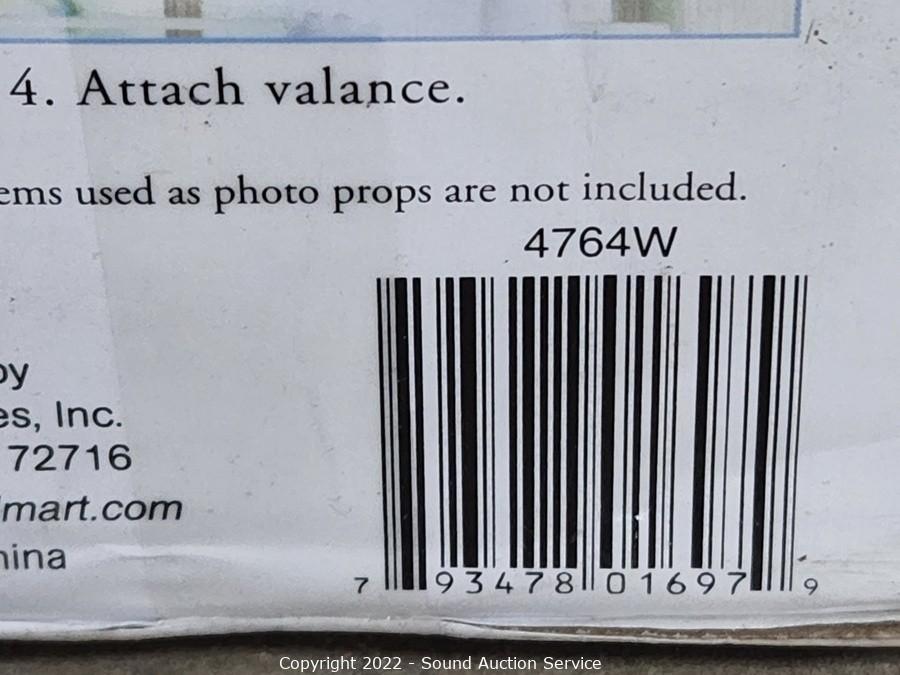 4. Attach valance.
ems used as photo props are not included.
4764W
by
es, Inc.
72716
lmart.com
hina
7 93478 01697 9
Copyright 2022 - Sound Auction Service